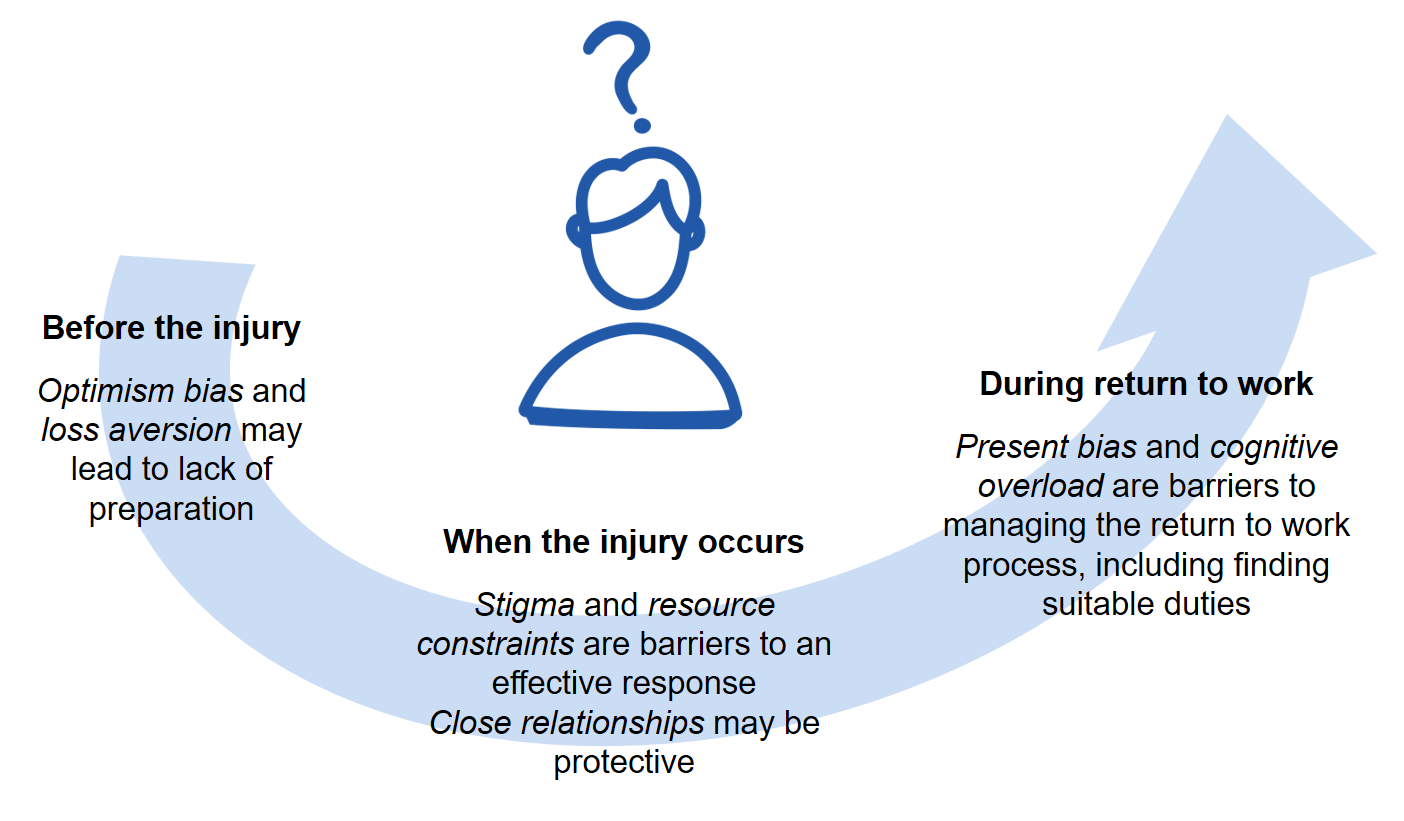 ?
Before the injury
Optimism bias and
loss aversion may
lead to lack of
preparation
When the injury occurs
Stigma and resource
constraints are barriers to an
effective response
Close relationships may be
protective
During return to work
Present bias and cognitive
overload are barriers to
managing the return to work
process, including finding
suitable duties